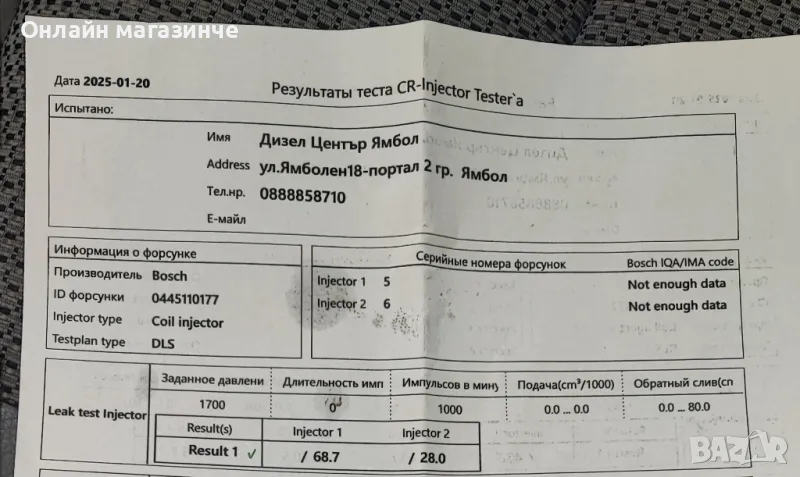 Онлайн магазинче
Дата 2025-01-20
Результаты теста CR-Injector Tester`a
Испытано:
Имя Дизел Център Ямбол
Address ул.Ямболен18-портал 2 гр. Ямбол
Тел.нр. 0888858710
Е-майл
Информация о форсунке
Производитель Bosch
ID форсунки 0445110177
Injector type Coil injector
Testplan type DLS
Серийные номера форсунок Bosch IQA/IMA code
Injector 1 5 Not enough data
Injector 2 6 Not enough data
Заданное давлени Длительность имп Импульсов в мину Подача(cm³/1000) Обратный слив(сп
Leak test Injector 1700 0 1000 0.0 ... 0.0 0.0 ... 80.0
Result(s) Injector 1 Injector 2
Result 1 ✓ / 68.7 / 28.0
BAZAR